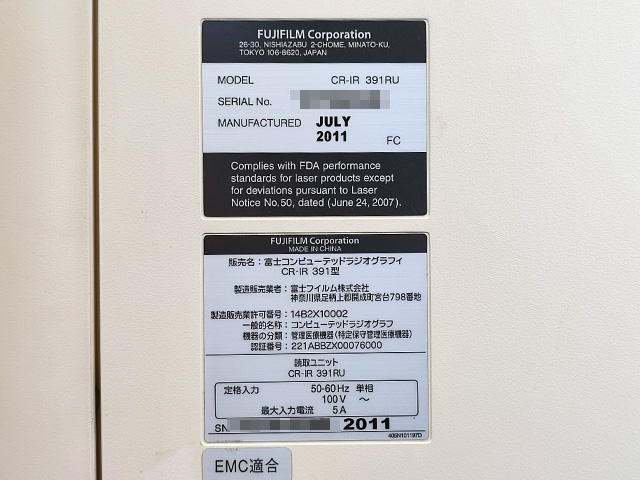 FUJIFILM Corporation
26-30, NISHIAZABU 2-CHOME, MINATO-KU,
TOKYO 106-8620, JAPAN
MODEL CR-IR 391RU
SERIAL No.
MANUFACTURED JULY
2011 FC
Complies with FDA performance
standards for laser products except
for deviations pursuant to Laser
Notice No.50, dated (June 24, 2007).
FUJIFILM Corporation
MADE IN CHINA
販売名：富士コンピューテッドラジオグラフィ
CR-IR 391型
製造販売業者：富士フイルム株式会社
神奈川県足柄上郡開成町宮台798番地
製造販売業許可番号：14B2X10002
一般的名称：コンピューテッドラジオグラフ
機器の分類：管理医療機器(特定保守管理医療機器)
認証番号：221ABBZX00076000
読取ユニット
CR-IR 391RU
定格入力 50-60Hz 単相
100V ～
最大入力電流 5A
SN 2011
405N101197D
EMC適合